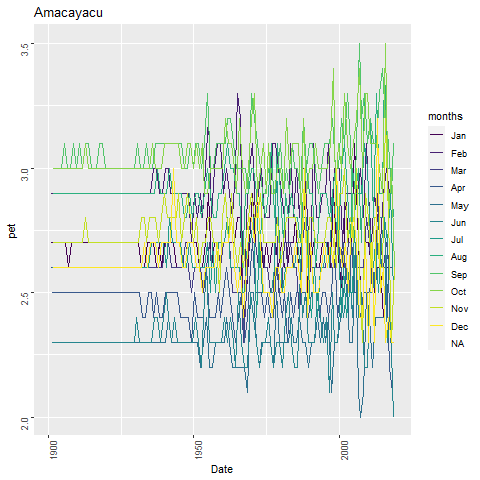 Amacayacu
pet
3.5
3.0
2.5
2.0
1900
1950
2000
Date
months
Jan
Feb
Mar
Apr
May
Jun
Jul
Aug
Sep
Oct
Nov
Dec
NA